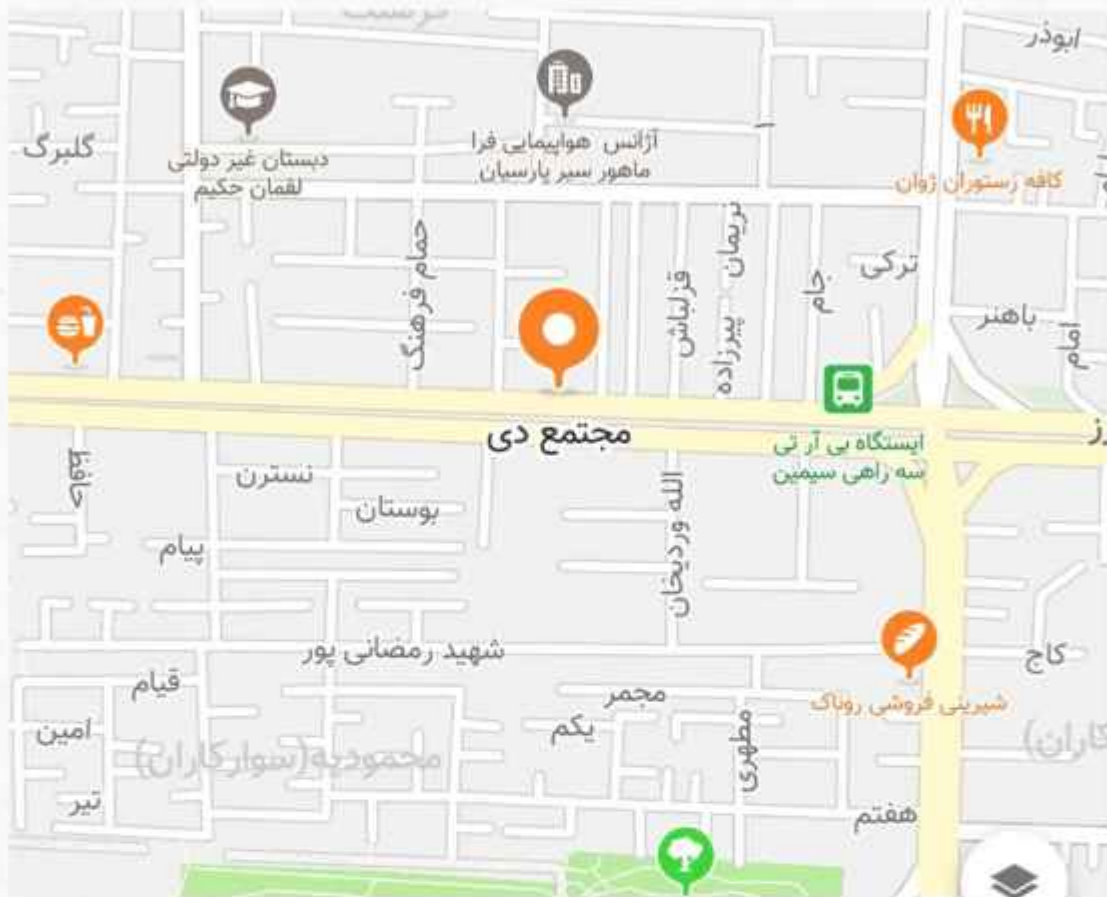 ابوذر
گلبرگ
دبستان غیر دولتی
لقمان حکیم
آژانس هواپیمایی فرا
ماهور سیر پارسیان
کافه رستوران ژوان
حمام فرهنگ
قزلباش
نریمان پیرزاده
جام
ترکی
باهنر
امام
مجتمع دی
ایستگاه بی آر تی
سه راهی سیمین
حافظ
نسترن
بوستان
پیام
الله وردیخان
شهید رمضانی پور
کاج
قیام
مجمر
شیرینی فروشی روناک
امین
یکم
مطهری
محمودیه(سوارکاران)
تیر
هفتم